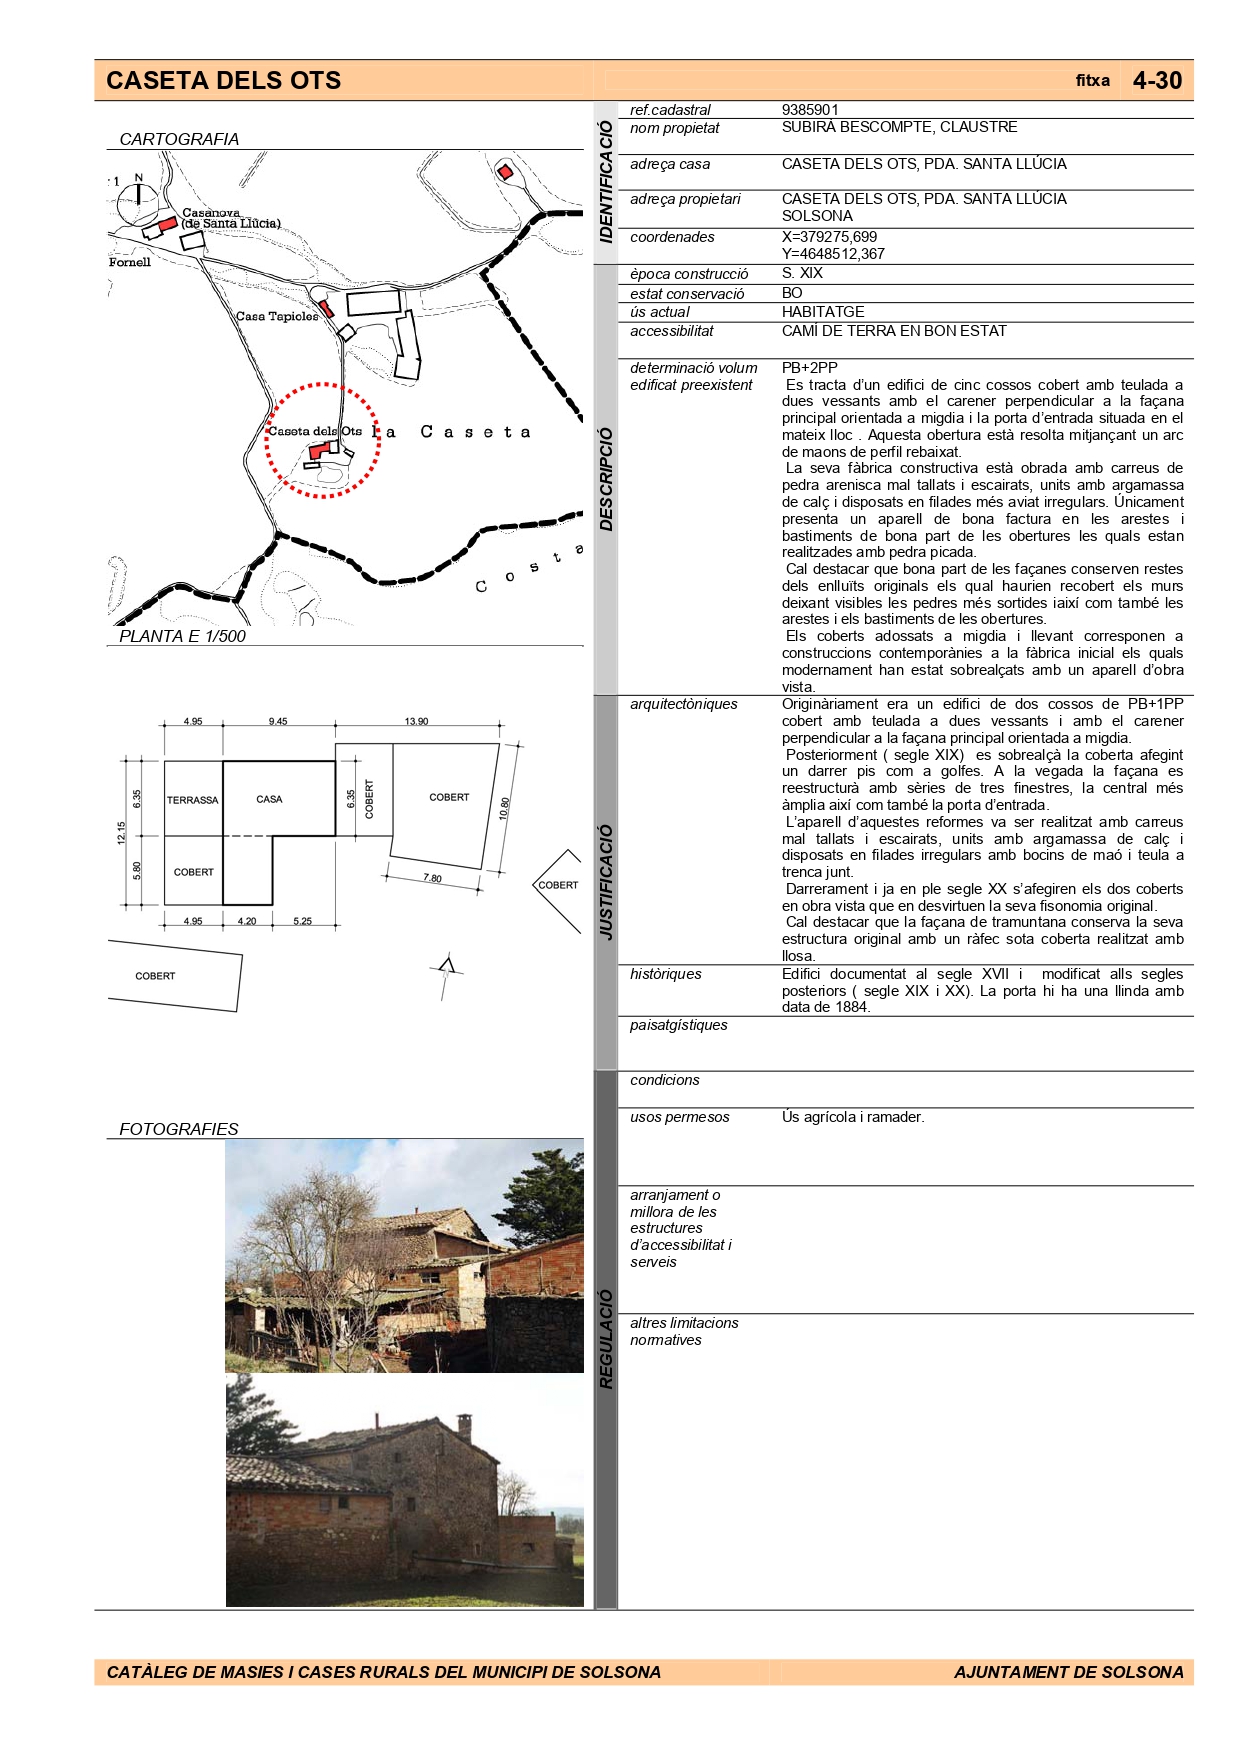 CASETA DELS OTS
fitxa 4-30
CARTOGRAFIA
1
N
Casanova
(de Santa Llúcia)
Fornell
Casa Tapioles
Caseta dels Ots
la Caseta
Costa
PLANTA E 1/500
4.95
9.45
13.90
12.15
6.35
5.80
TERRASSA
CASA
6.35
COBERT
COBERT
10.80
COBERT
7.80
COBERT
4.95
4.20
5.25
COBERT
FOTOGRAFIES
IDENTIFICACIÓ
ref.cadastral 9385901
nom propietat SUBIRÀ BESCOMPTE, CLAUSTRE
adreça casa CASETA DELS OTS, PDA. SANTA LLÚCIA
adreça propietari CASETA DELS OTS, PDA. SANTA LLÚCIA
SOLSONA
coordenades X=379275,699
Y=4648512,367
DESCRIPCIÓ
època construcció S. XIX
estat conservació BO
ús actual HABITATGE
accessibilitat CAMÍ DE TERRA EN BON ESTAT
determinació volum PB+2PP
edificat preexistent Es tracta d’un edifici de cinc cossos cobert amb teulada a
dues vessants amb el carener perpendicular a la façana
principal orientada a migdia i la porta d’entrada situada en el
mateix lloc . Aquesta obertura està resolta mitjançant un arc
de maons de perfil rebaixat.
La seva fàbrica constructiva està obrada amb carreus de
pedra arenisca mal tallats i escairats, units amb argamassa
de calç i disposats en filades més aviat irregulars. Únicament
presenta un aparell de bona factura en les arestes i
bastiments de bona part de les obertures les quals estan
realitzades amb pedra picada.
Cal destacar que bona part de les façanes conserven restes
dels enlluïts originals els qual haurien recobert els murs
deixant visibles les pedres més sortides iaixí com també les
arestes i els bastiments de les obertures.
Els coberts adossats a migdia i llevant corresponen a
construccions contemporànies a la fàbrica inicial els quals
modernament han estat sobrealçats amb un aparell d’obra
vista.
JUSTIFICACIÓ
arquitectòniques Originàriament era un edifici de dos cossos de PB+1PP
cobert amb teulada a dues vessants i amb el carener
perpendicular a la façana principal orientada a migdia.
Posteriorment ( segle XIX) es sobrealçà la coberta afegint
un darrer pis com a golfes. A la vegada la façana es
reestructurà amb sèries de tres finestres, la central més
àmplia així com també la porta d’entrada.
L’aparell d’aquestes reformes va ser realitzat amb carreus
mal tallats i escairats, units amb argamassa de calç i
disposats en filades irregulars amb bocins de maó i teula a
trenca junt.
Darrerament i ja en ple segle XX s’afegiren els dos coberts
en obra vista que en desvirtuen la seva fisonomia original.
Cal destacar que la façana de tramuntana conserva la seva
estructura original amb un ràfec sota coberta realitzat amb
llosa.
històriques Edifici documentat al segle XVII i modificat alls segles
posteriors ( segle XIX i XX). La porta hi ha una llinda amb
data de 1884.
paisatgístiques
REGULACIÓ
condicions
usos permesos Ús agrícola i ramader.
arranjament o
millora de les
estructures
d’accessibilitat i
serveis
altres limitacions
normatives
CATÀLEG DE MASIES I CASES RURALS DEL MUNICIPI DE SOLSONA
AJUNTAMENT DE SOLSONA